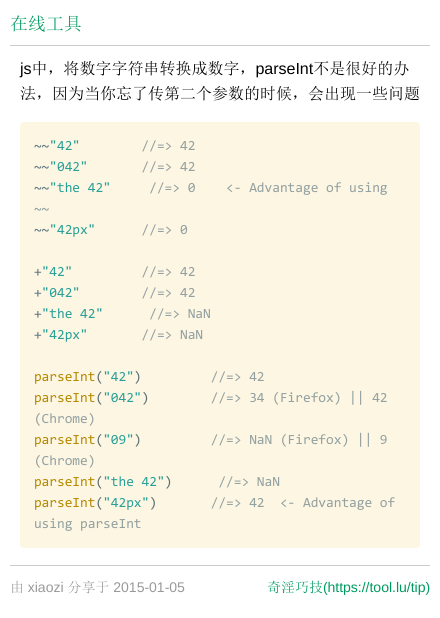 在线工具
js中，将数字字符串转换成数字，parseInt不是很好的办
法，因为当你忘了传第二个参数的时候，会出现一些问题
~~"42"        //=> 42
~~"042"       //=> 42
~~"the 42"     //=> 0    <- Advantage of using
~~
~~"42px"      //=> 0
+"42"         //=> 42
+"042"        //=> 42
+"the 42"      //=> NaN
+"42px"       //=> NaN
parseInt("42")         //=> 42
parseInt("042")        //=> 34 (Firefox) || 42
(Chrome)
parseInt("09")         //=> NaN (Firefox) || 9
(Chrome)
parseInt("the 42")      //=> NaN
parseInt("42px")       //=> 42  <- Advantage of
using parseInt
由 xiaozi 分享于 2015-01-05
奇淫巧技(https://tool.lu/tip)